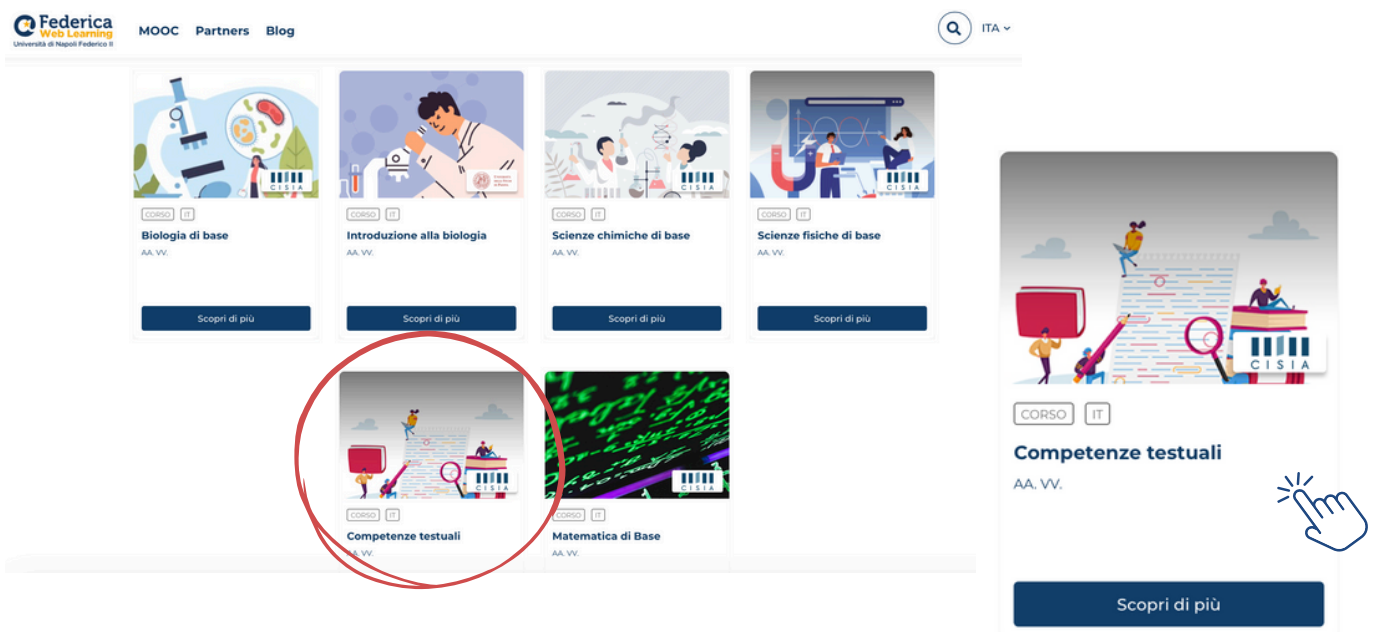 Federica
Web Learning
Università di Napoli Federico II
MOOC Partners Blog
ITA
CISIA
CISIA
CISIA
CORSO IT
Biologia di base
AA. VV.
Scopri di più
CORSO IT
Introduzione alla biologia
AA. VV.
Scopri di più
CORSO IT
Scienze chimiche di base
AA. VV.
Scopri di più
CORSO IT
Scienze fisiche di base
AA. VV.
Scopri di più
CISIA
CORSO IT
Competenze testuali
AA. VV.
CISIA
CORSO IT
Matematica di Base
AA. VV.
CISIA
CORSO IT
Competenze testuali
AA. VV.
Scopri di più